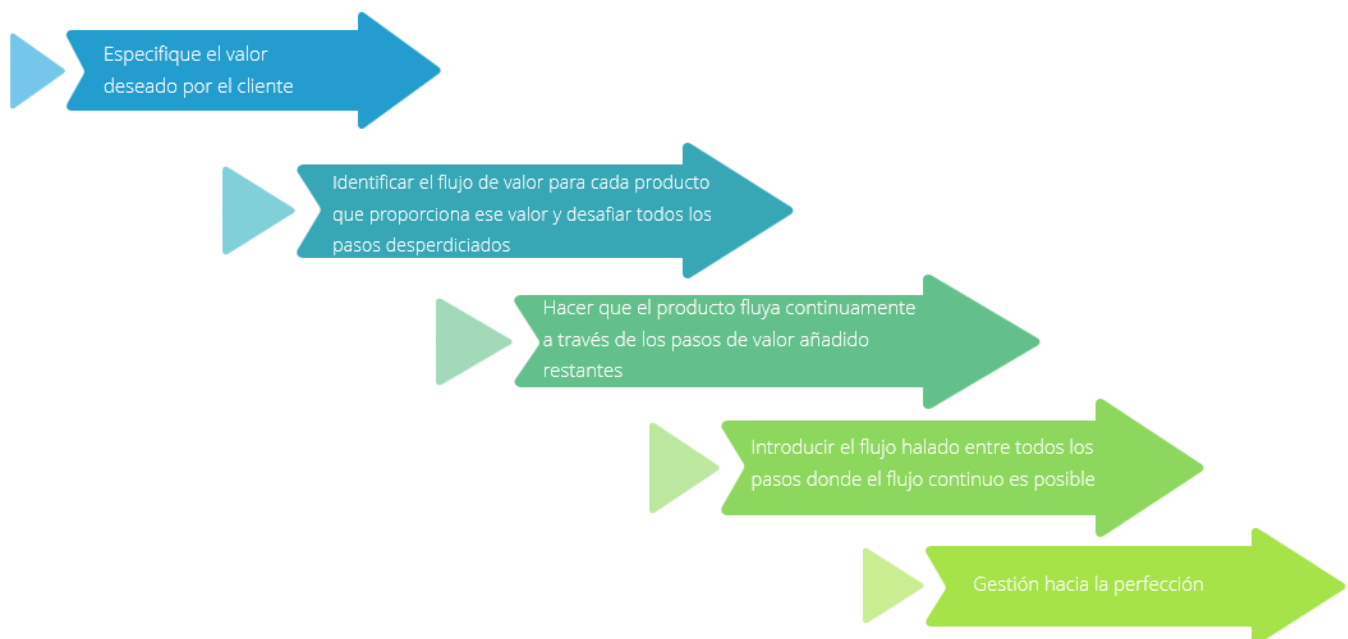 Especifique el valor
deseado por el cliente
Identificar el flujo de valor para cada producto
que proporciona ese valor y desafiar todos los
pasos desperdiciados
Hacer que el producto fluya continuamente
a través de los pasos de valor añadido
restantes
Introducir el flujo halado entre todos los
pasos donde el flujo continuo es posible
Gestión hacia la perfección